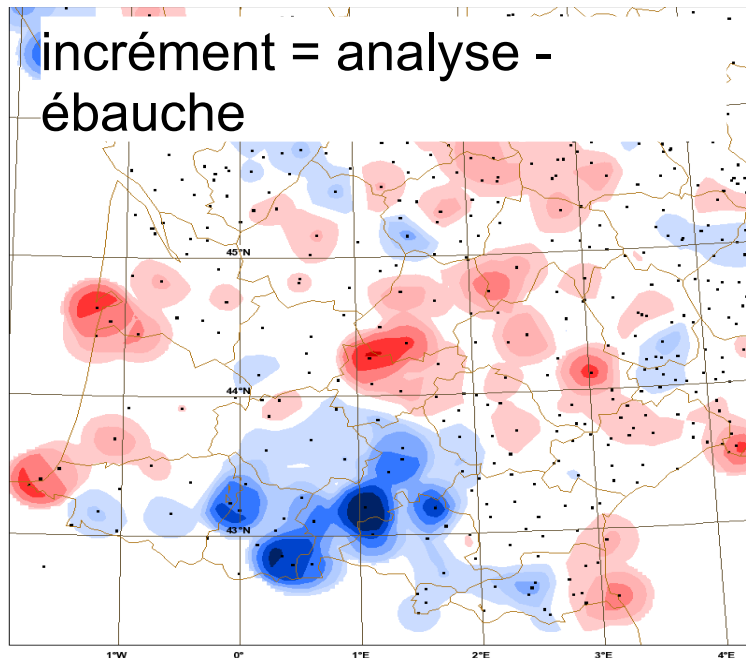 incrément = analyse -
ébauche
45°N
44°N
43°N
1°W 0° 1°E 2°E 3°E 4°E